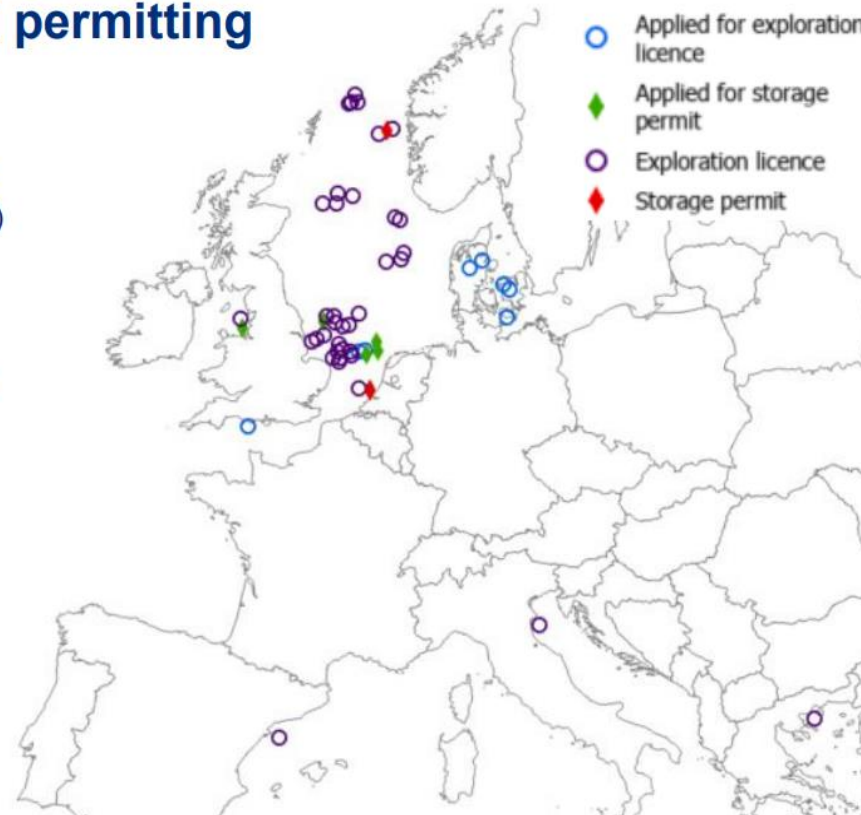 permitting
Applied for exploration
licence
Applied for storage
permit
Exploration licence
Storage permit
)